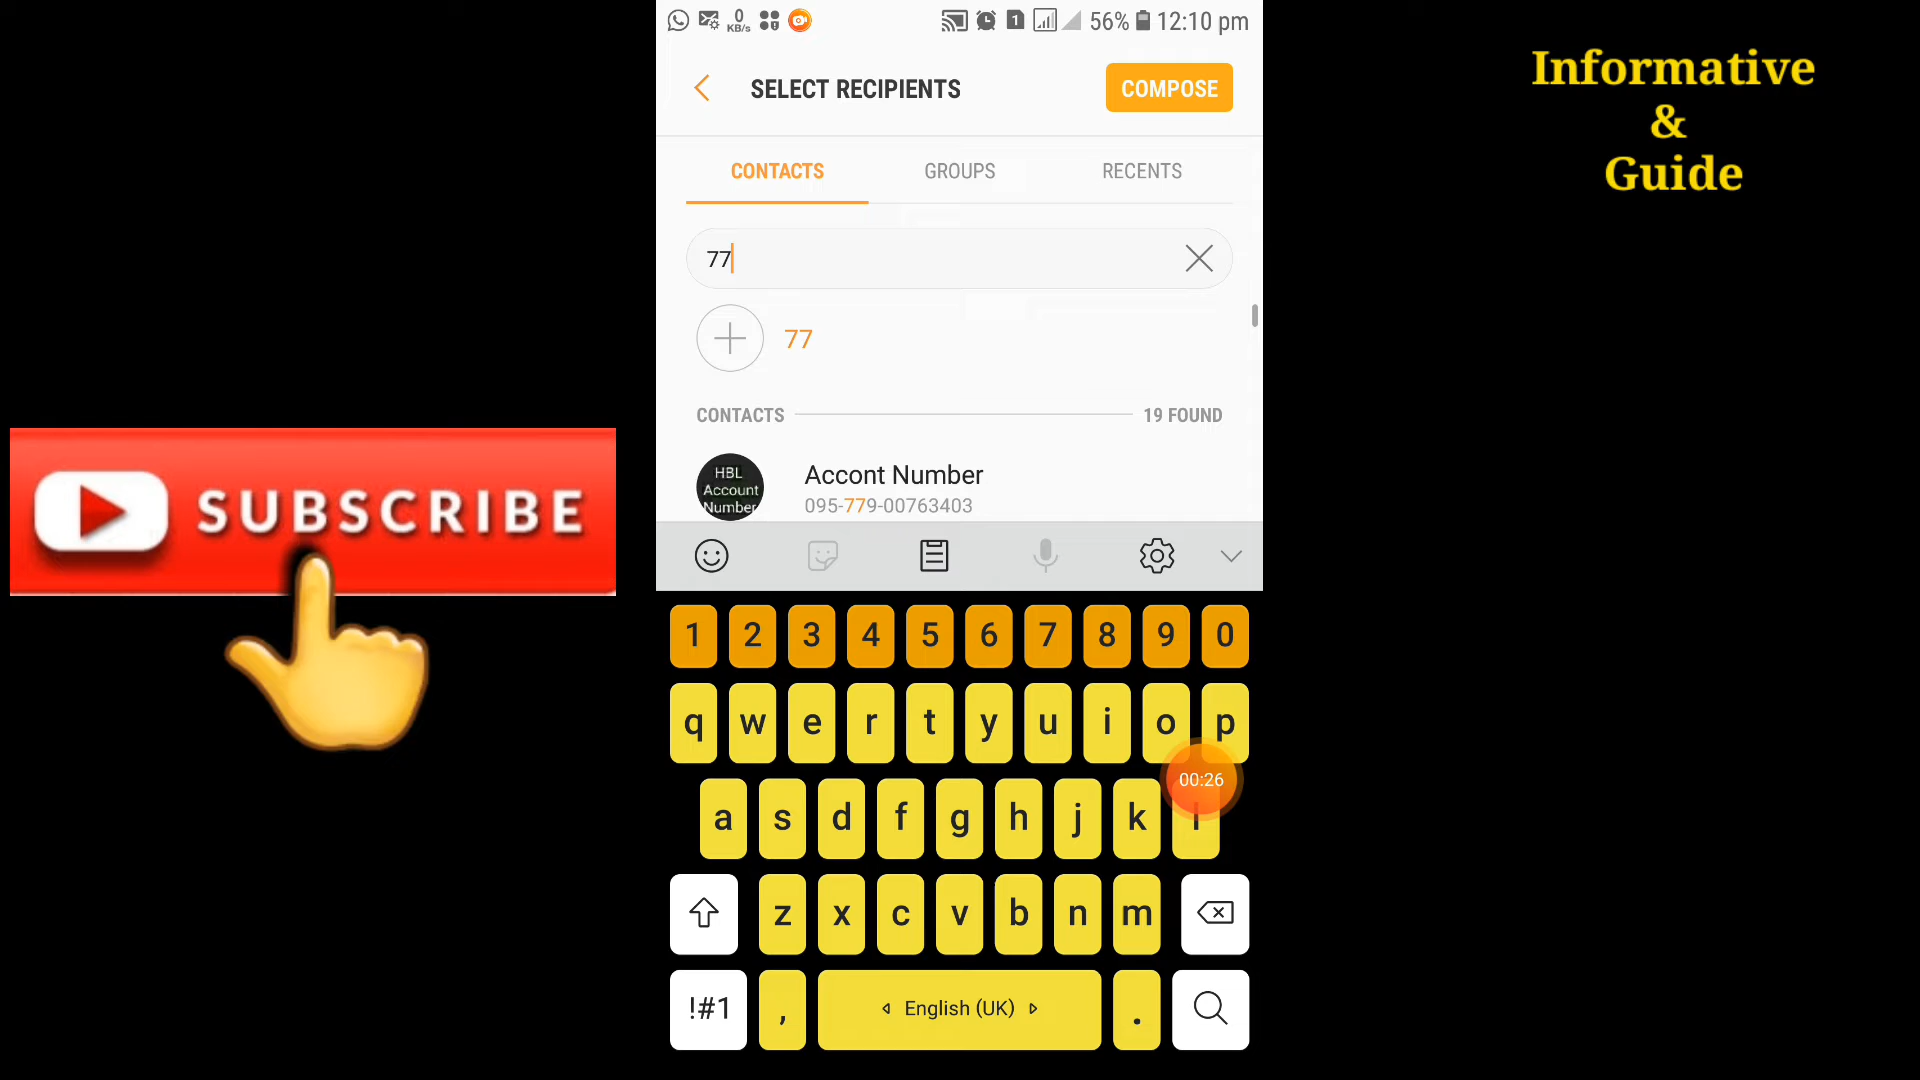 0 KB/s 1 56% 12:10 pm
SELECT RECIPIENTS COMPOSE
CONTACTS GROUPS RECENTS
77
77
CONTACTS 19 FOUND
HBL
Account
Number
Accont Number
095-779-00763403
1 2 3 4 5 6 7 8 9 0
q w e r t y u i o p
00:26
a s d f g h j k l
z x c v b n m
!#1 , English (UK) .
SUBSCRIBE
Informative
&
Guide